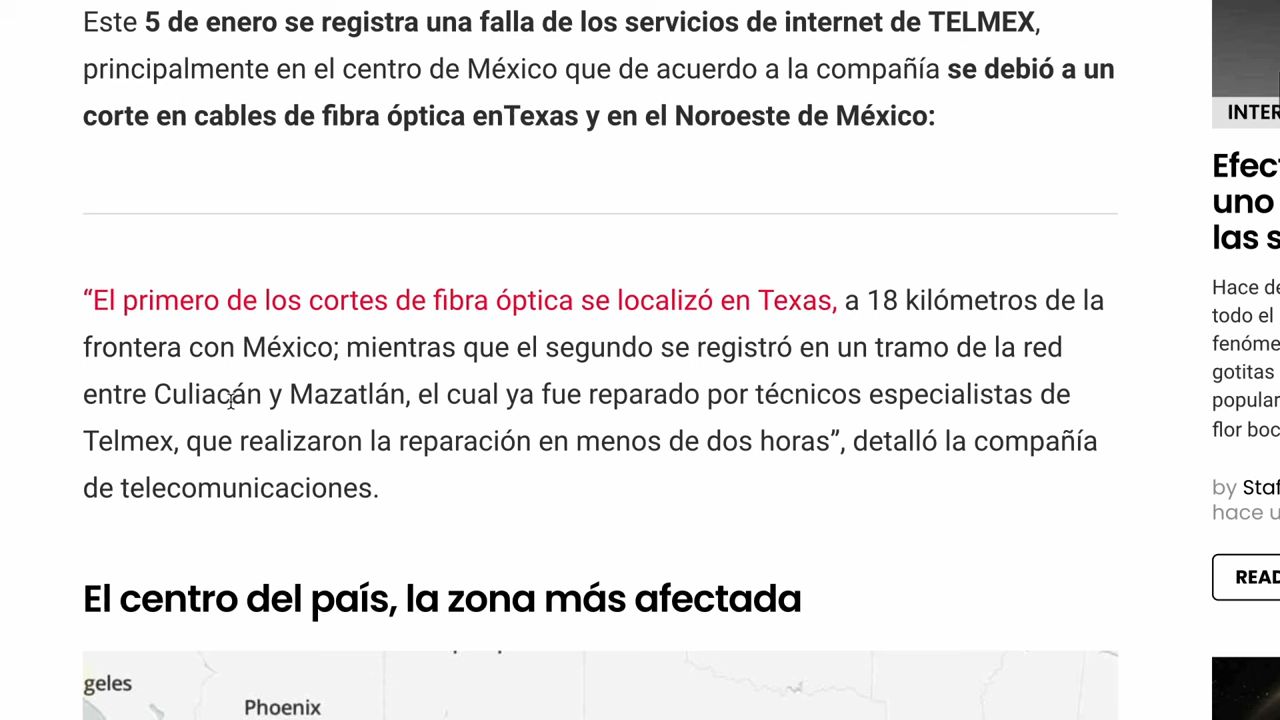 Este 5 de enero se registra una falla de los servicios de internet de TELMEX,
principalmente en el centro de México que de acuerdo a la compañía se debió a un
corte en cables de fibra óptica enTexas y en el Noroeste de México:
“El primero de los cortes de fibra óptica se localizó en Texas, a 18 kilómetros de la
frontera con México; mientras que el segundo se registró en un tramo de la red
entre Culiacán y Mazatlán, el cual ya fue reparado por técnicos especialistas de
Telmex, que realizaron la reparación en menos de dos horas”, detalló la compañía
de telecomunicaciones.
El centro del país, la zona más afectada
geles
Phoenix
INTER
Efect
uno
las s
Hace de
todo el
fenóme
gotitas
popular
flor boc
by Staf
hace u
READ